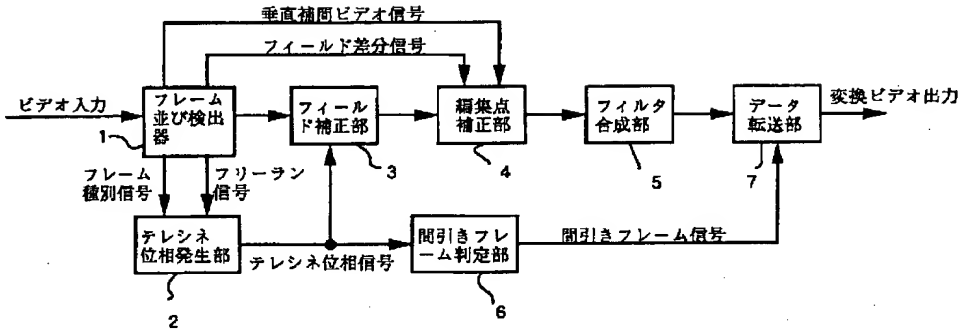 垂直補間ビデオ信号
フィールド差分信号
ビデオ入力
フレーム
並び検出
器
1
フィール
ド補正部
3
編集点
補正部
4
フィルタ
合成部
5
データ
転送部
7
変換ビデオ出力
フレーム
種別信号
フリーラン
信号
テレシネ
位相発生部
2
テレシネ位相信号
間引きフレ
ーム判定部
6
間引きフレーム信号